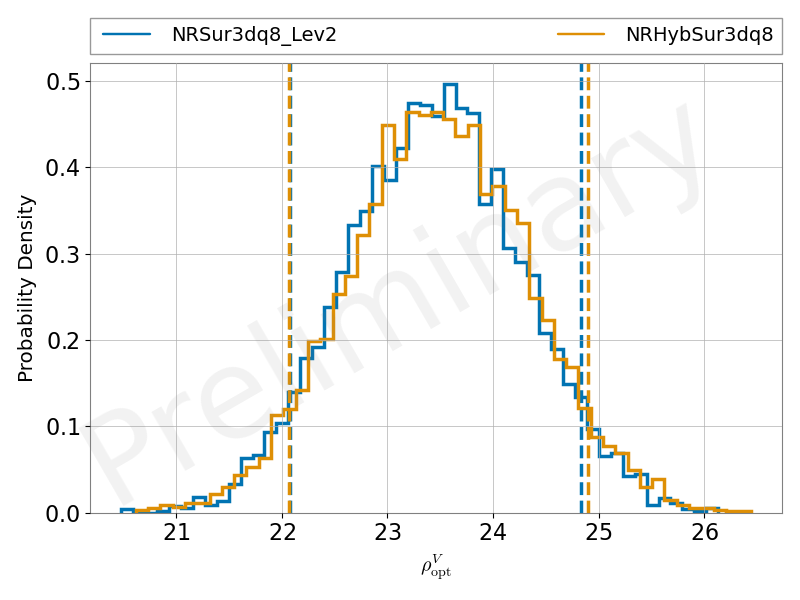 NRSur3dq8_Lev2 NRHybSur3dq8
0.5
0.4
0.3
0.2
0.1
0.0
Probability Density
Preliminary
21 22 23 24 25 26
ρ^V_opt